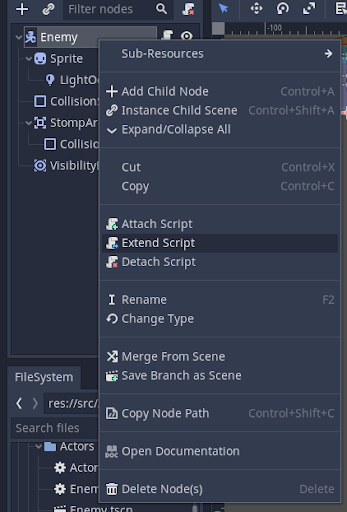 Filter nodes
-100
Enemy
Sub-Resources
Sprite
LightO
Add Child Node Control+A
Collision
Instance Child Scene Control+Shift+A
StompAr
Expand/Collapse All
Collisio
Visibility
Cut Control+X
Copy Control+C
Attach Script
Extend Script
Detach Script
Rename F2
Change Type
Merge From Scene
Save Branch as Scene
FileSystem
res://src/
Copy Node Path Control+Shift+C
Search files
Actors
Open Documentation
Actor
Enem
Delete Node(s) Delete
Enemy.tscn